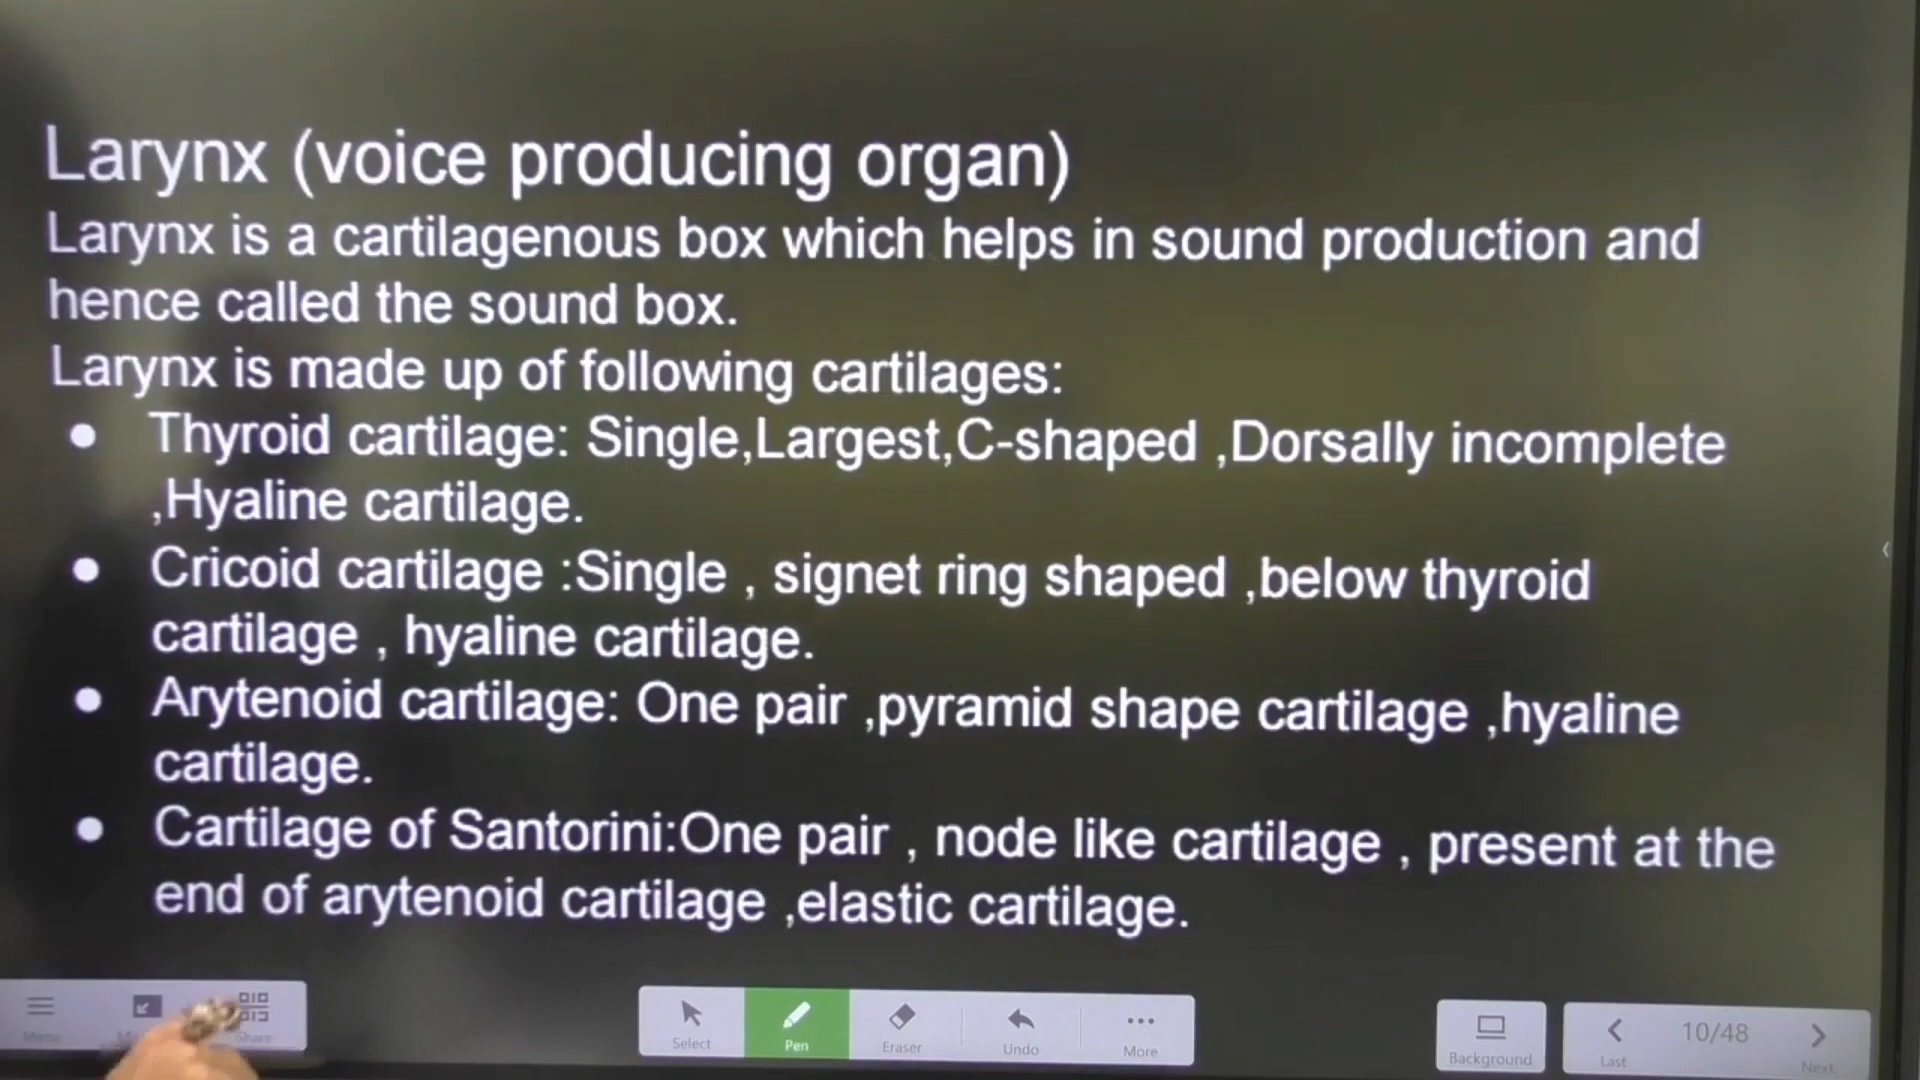 Larynx (voice producing organ)
Larynx is a cartilagenous box which helps in sound production and
hence called the sound box.
Larynx is made up of following cartilages:
● Thyroid cartilage: Single,Largest,C-shaped ,Dorsally incomplete
,Hyaline cartilage.
● Cricoid cartilage :Single , signet ring shaped ,below thyroid
cartilage , hyaline cartilage.
● Arytenoid cartilage: One pair ,pyramid shape cartilage ,hyaline
cartilage.
● Cartilage of Santorini:One pair , node like cartilage , present at the
end of arytenoid cartilage ,elastic cartilage.
Menu Share Select Pen Eraser Undo More Background Last 10/48 Next